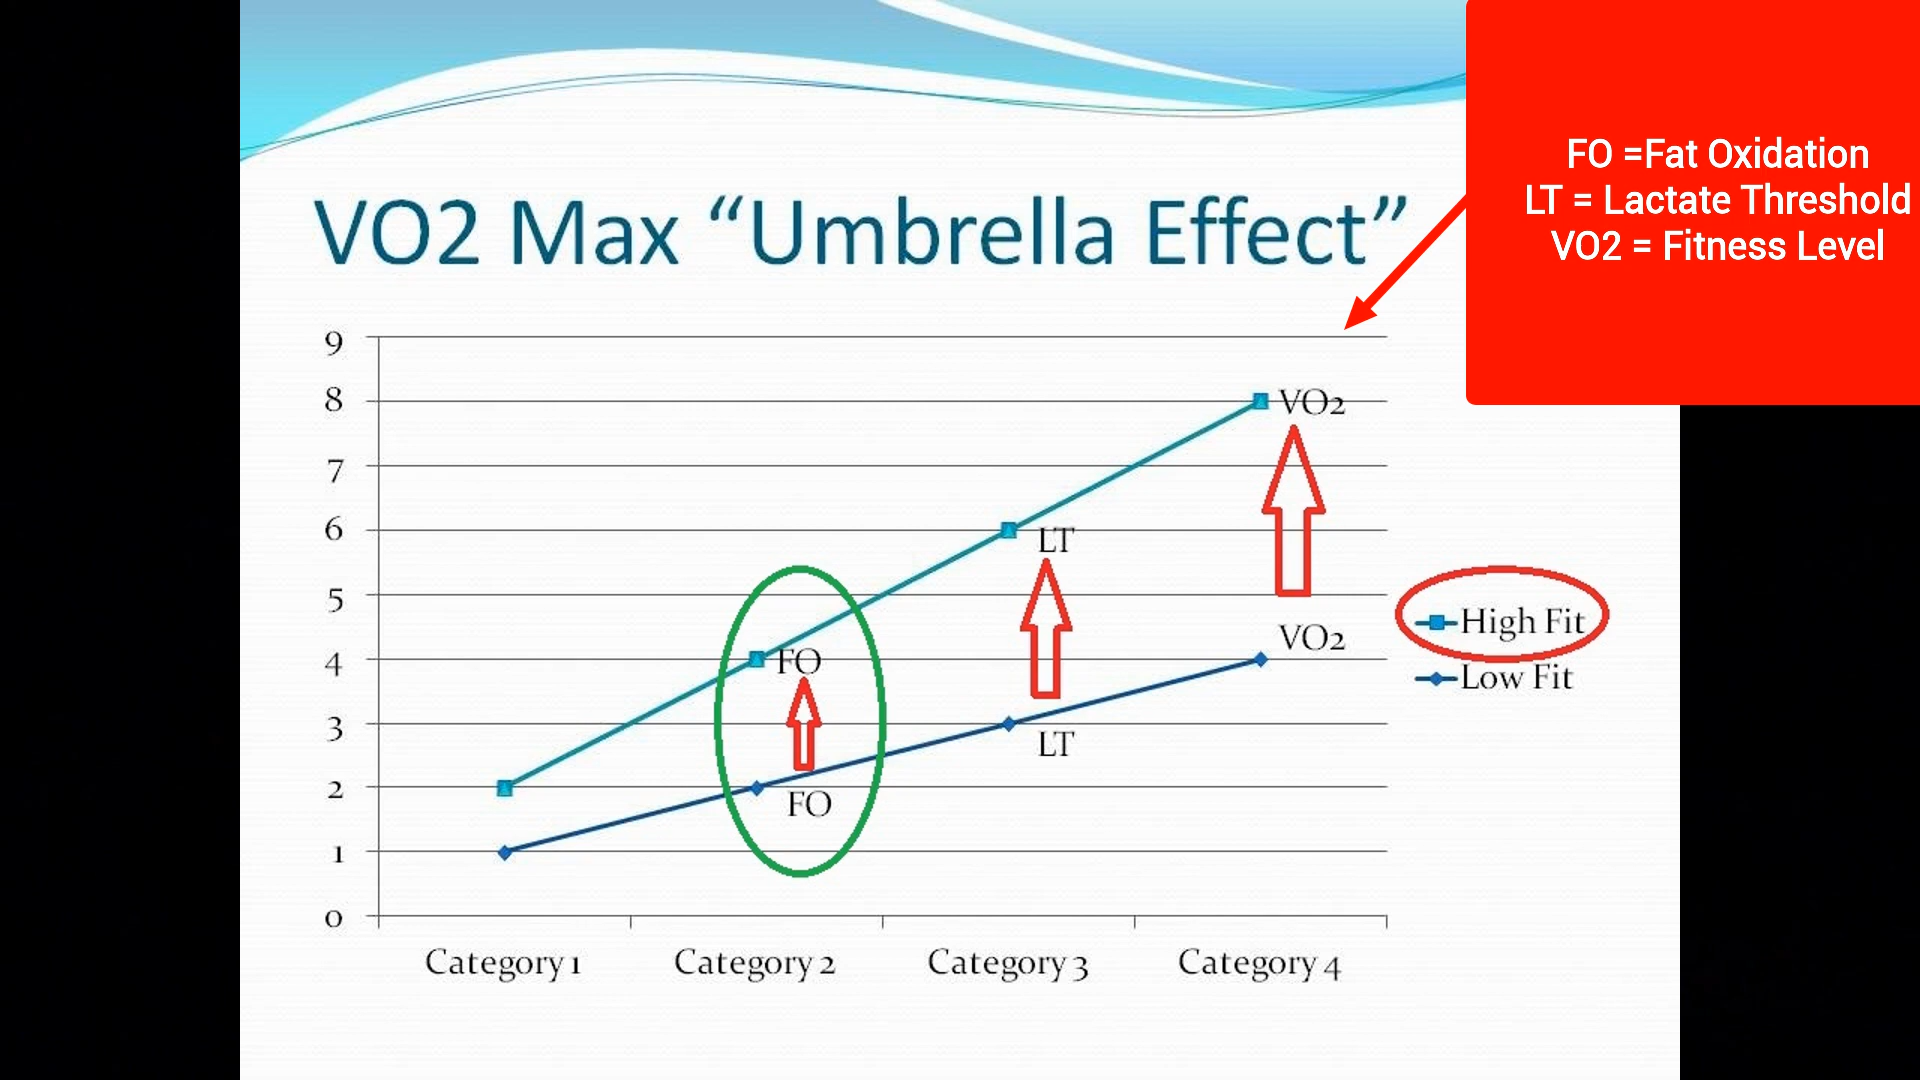 FO =Fat Oxidation
LT = Lactate Threshold
VO2 = Fitness Level
VO2 Max “Umbrella Effect”
9
8
7
6
5
4
3
2
1
0
VO2
LT
VO2
FO
LT
FO
High Fit
Low Fit
Category 1
Category 2
Category 3
Category 4